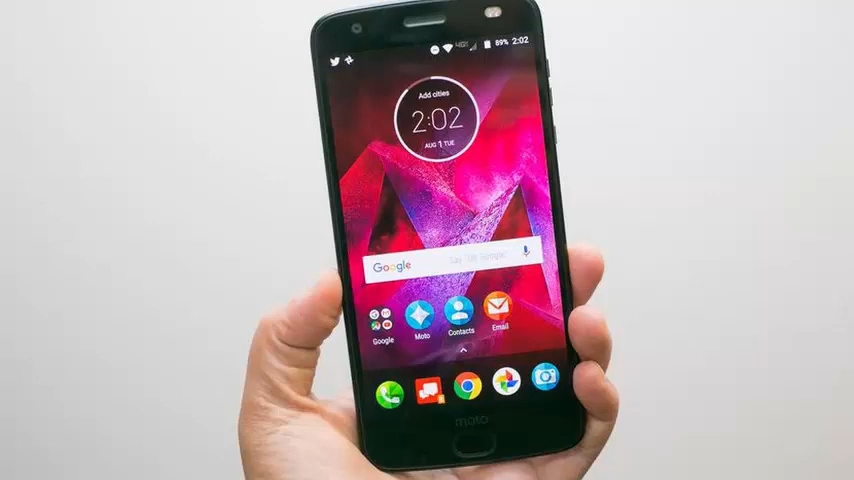 89% 2:02
Add cities
2:02
AUG 1 TUE
Google Say "Ok Google"
Google Moto Contacts Email
moto